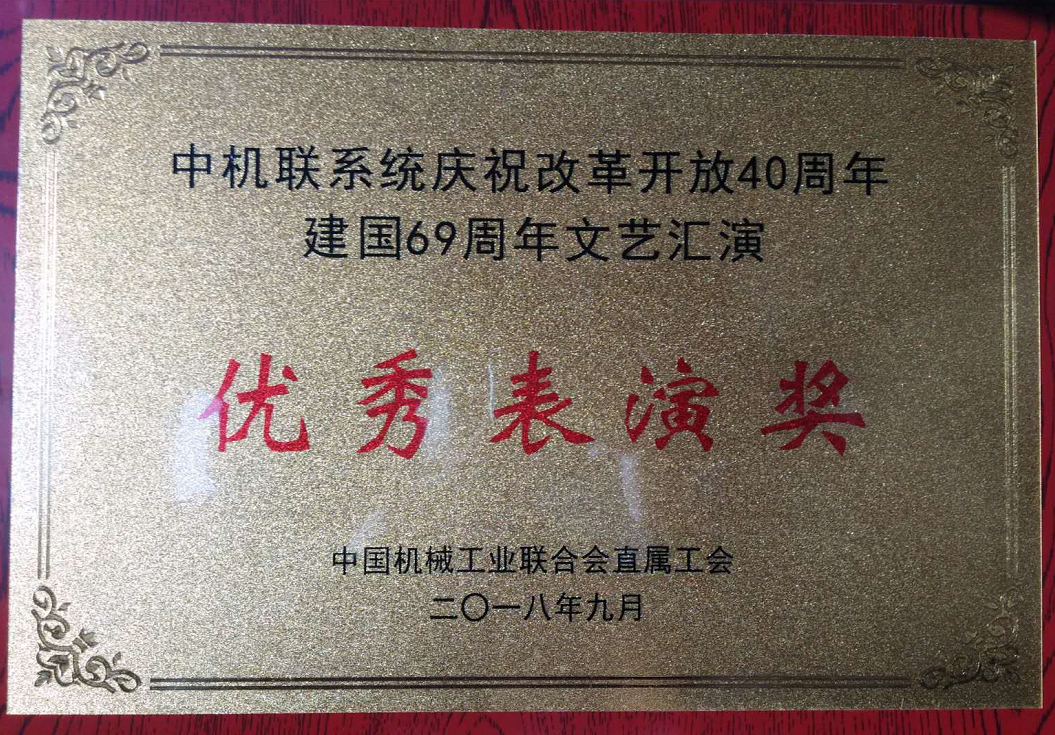 中机联系统庆祝改革开放40周年
建国69周年文艺汇演
优秀表演奖
中国机械工业联合会直属工会
二〇一八年九月